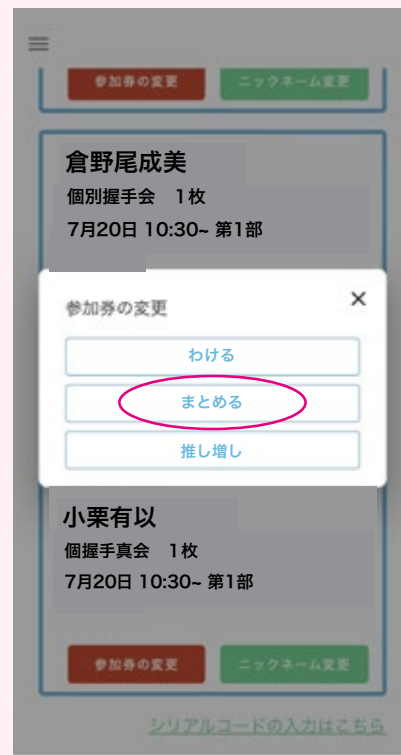 参加券の変更 ニックネーム変更
倉野尾成美
個別握手会 1枚
7月20日 10:30~ 第1部
参加券の変更 ×
わける
まとめる
推し増し
小栗有以
個握手真会 1枚
7月20日 10:30~ 第1部
参加券の変更 ニックネーム変更
シリアルコードの入力はこちら